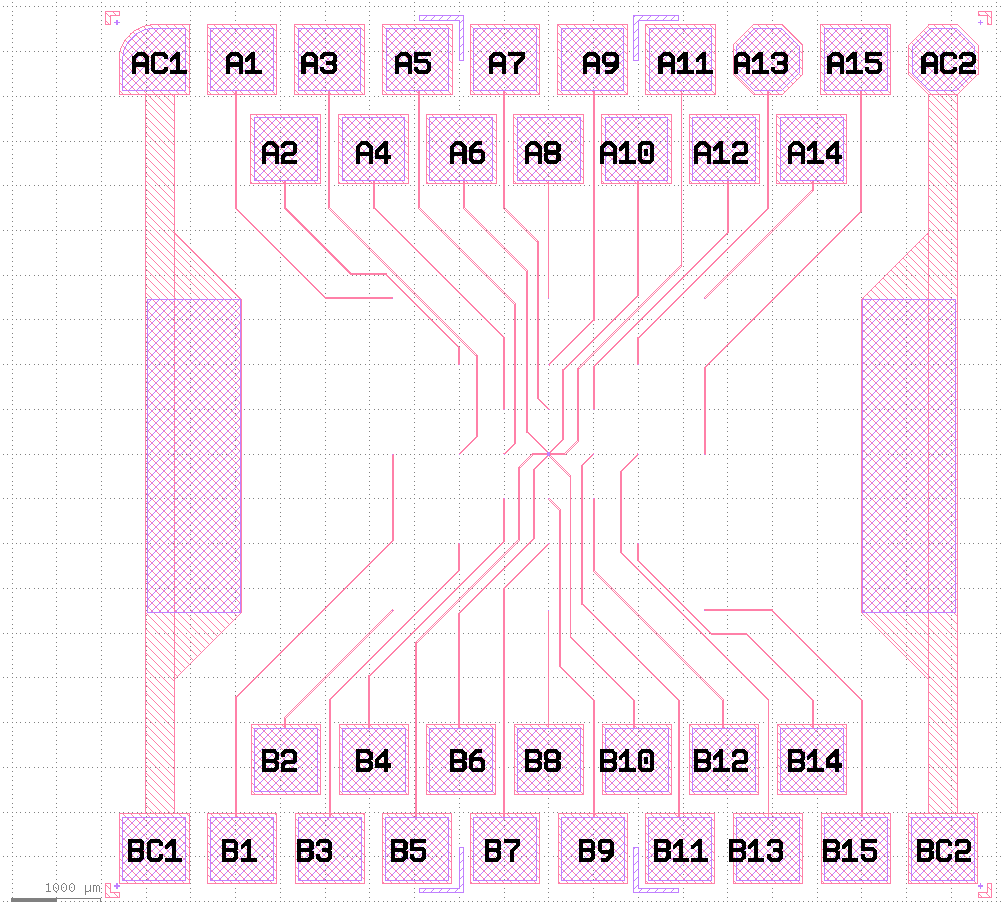 AC1 A1 A3 A5 A7 A9 A11 A13 A15 AC2
A2 A4 A6 A8 A10 A12 A14
B2 B4 B6 B8 B10 B12 B14
BC1 B1 B3 B5 B7 B9 B11 B13 B15 BC2
1000 µm